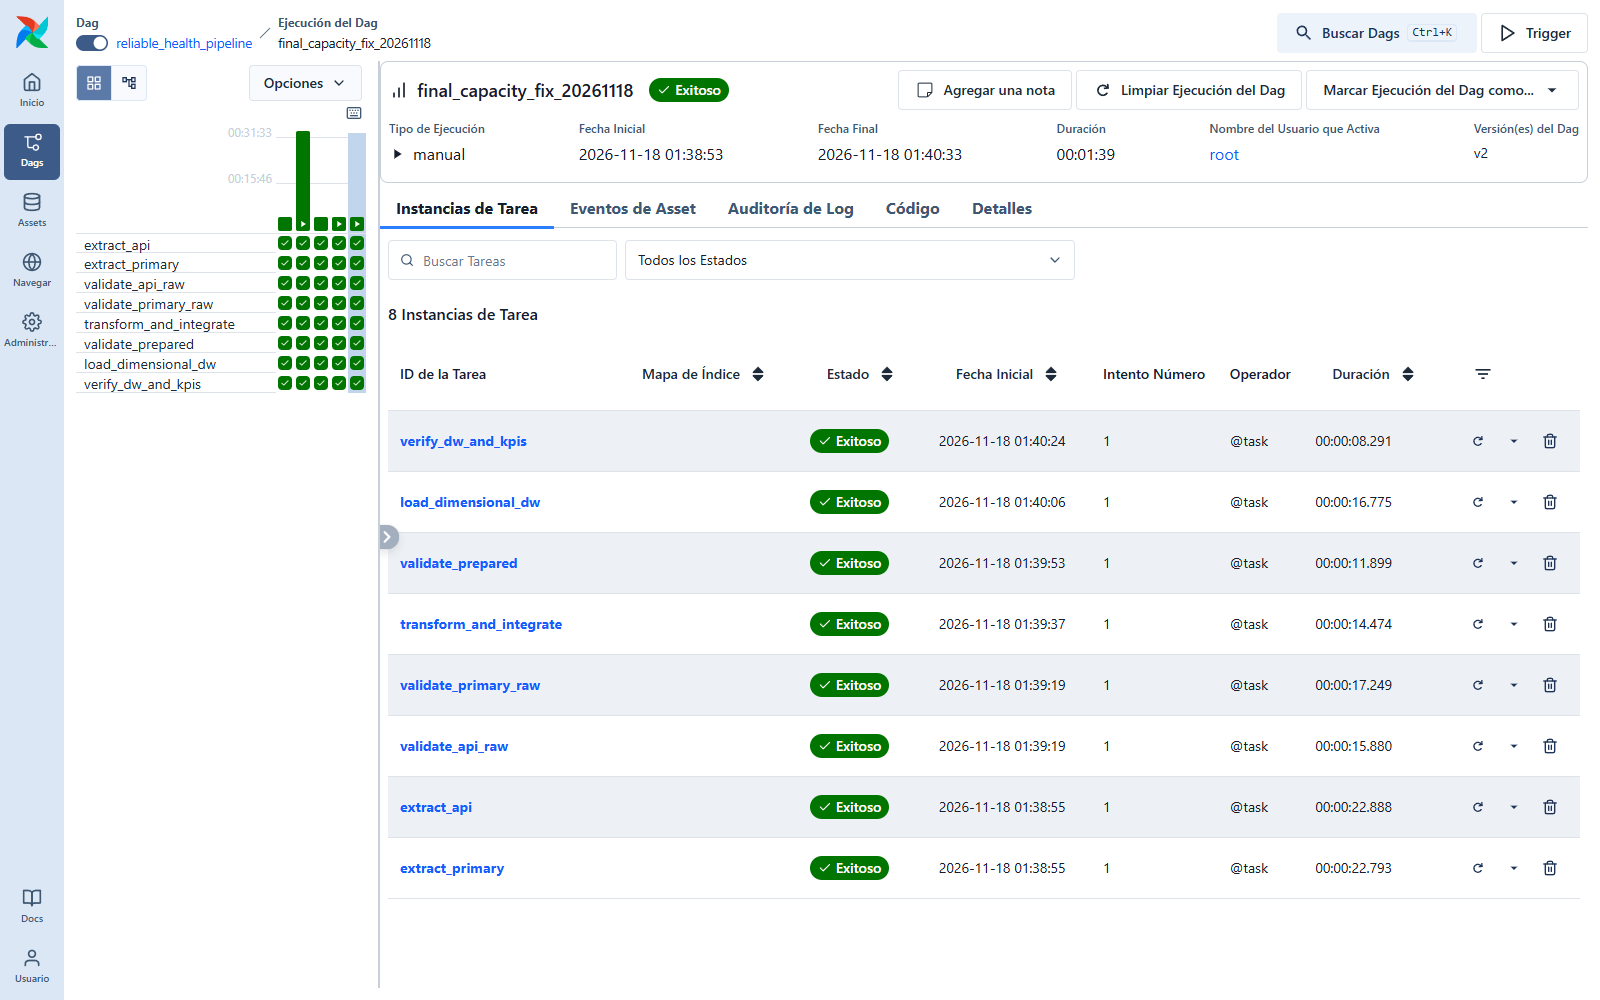 Dag
reliable_health_pipeline
Ejecución del Dag
final_capacity_fix_20261118
Buscar Dags Ctrl+K
Trigger
Inicio
Dags
Assets
Navegar
Administr...
Docs
Usuario
Opciones
00:31:33
00:15:46
extract_api
extract_primary
validate_api_raw
validate_primary_raw
transform_and_integrate
validate_prepared
load_dimensional_dw
verify_dw_and_kpis
final_capacity_fix_20261118 Exitoso
Agregar una nota
Limpiar Ejecución del Dag
Marcar Ejecución del Dag como...
Tipo de Ejecución Fecha Inicial Fecha Final Duración Nombre del Usuario que Activa Versión(es) del Dag
manual 2026-11-18 01:38:53 2026-11-18 01:40:33 00:01:39 root v2
Instancias de Tarea Eventos de Asset Auditoría de Log Código Detalles
Buscar Tareas Todos los Estados
8 Instancias de Tarea
ID de la Tarea Mapa de Índice Estado Fecha Inicial Intento Número Operador Duración
verify_dw_and_kpis Exitoso 2026-11-18 01:40:24 1 @task 00:00:08.291
load_dimensional_dw Exitoso 2026-11-18 01:40:06 1 @task 00:00:16.775
validate_prepared Exitoso 2026-11-18 01:39:53 1 @task 00:00:11.899
transform_and_integrate Exitoso 2026-11-18 01:39:37 1 @task 00:00:14.474
validate_primary_raw Exitoso 2026-11-18 01:39:19 1 @task 00:00:17.249
validate_api_raw Exitoso 2026-11-18 01:39:19 1 @task 00:00:15.880
extract_api Exitoso 2026-11-18 01:38:55 1 @task 00:00:22.888
extract_primary Exitoso 2026-11-18 01:38:55 1 @task 00:00:22.793